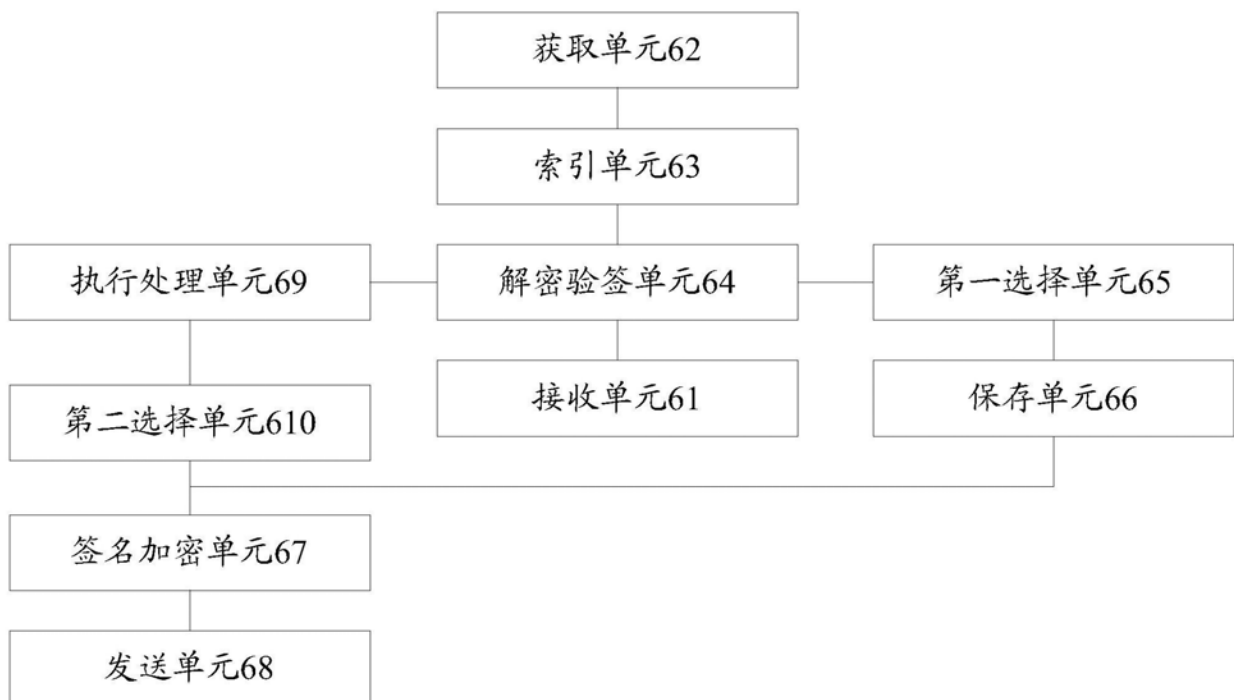 获取单元62
索引单元63
执行处理单元69
解密验签单元64
第一选择单元65
第二选择单元610
接收单元61
保存单元66
签名加密单元67
发送单元68